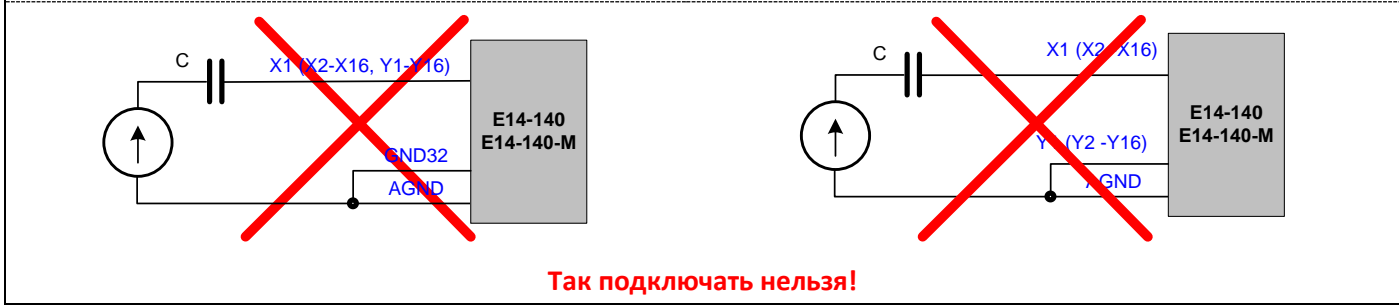 C
X1 (X2-X16, Y1-Y16)
E14-140
E14-140-M
GND32
AGND
C
X1 (X2 -X16)
E14-140
E14-140-M
(Y2 -Y16)
AGND
Так подключать нельзя!